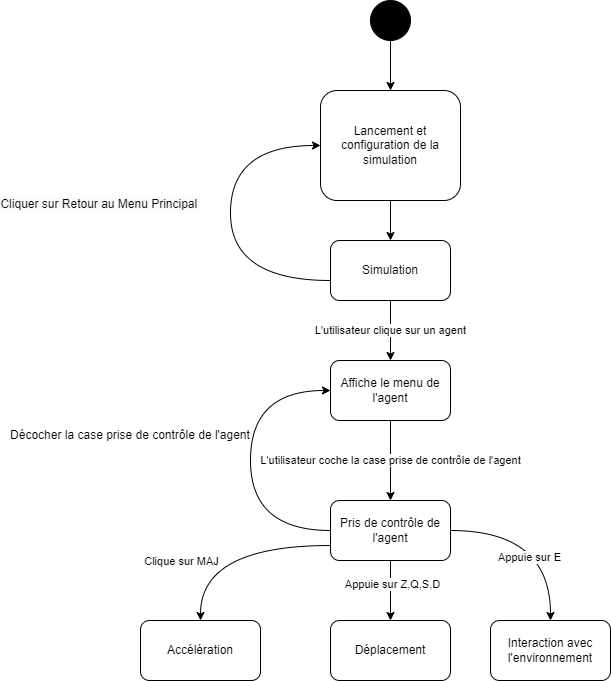 Lancement et
configuration de la
simulation
Cliquer sur Retour au Menu Principal
Simulation
L'utilisateur clique sur un agent
Affiche le menu de
l'agent
Décocher la case prise de contrôle de l'agent
L'utilisateur coche la case prise de contrôle de l'agent
Pris de contrôle de
l'agent
Clique sur MAJ
Appuie sur Z,Q,S,D
Appuie sur E
Accélération
Déplacement
Interaction avec
l'environnement